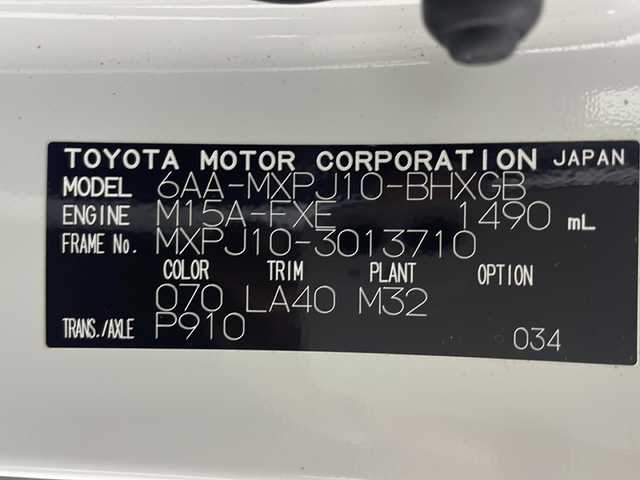 TOYOTA MOTOR CORPORATION JAPAN
MODEL 6AA-MXPJ10-BHXGB
ENGINE M15A-FXE 1490 mL
FRAME No. MXPJ10-3013710
COLOR TRIM PLANT OPTION
070 LA40 M32
TRANS./AXLE P910 034